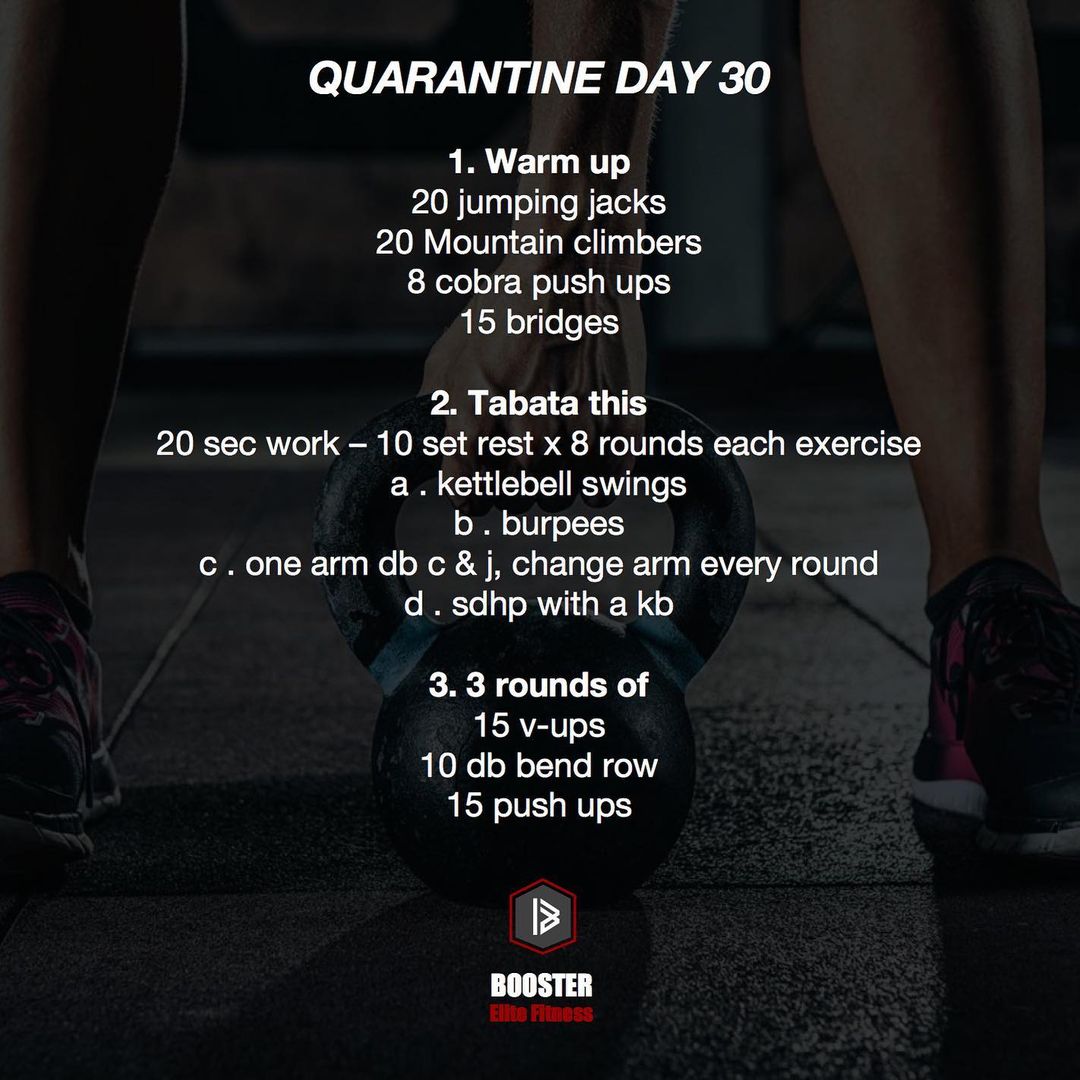 QUARANTINE DAY 30
1. Warm up
20 jumping jacks
20 Mountain climbers
8 cobra push ups
15 bridges
2. Tabata this
20 sec work – 10 set rest x 8 rounds each exercise
a . kettlebell swings
b . burpees
c . one arm db c & j, change arm every round
d . sdhp with a kb
3. 3 rounds of
15 v-ups
10 db bend row
15 push ups
BOOSTER
Elite Fitness